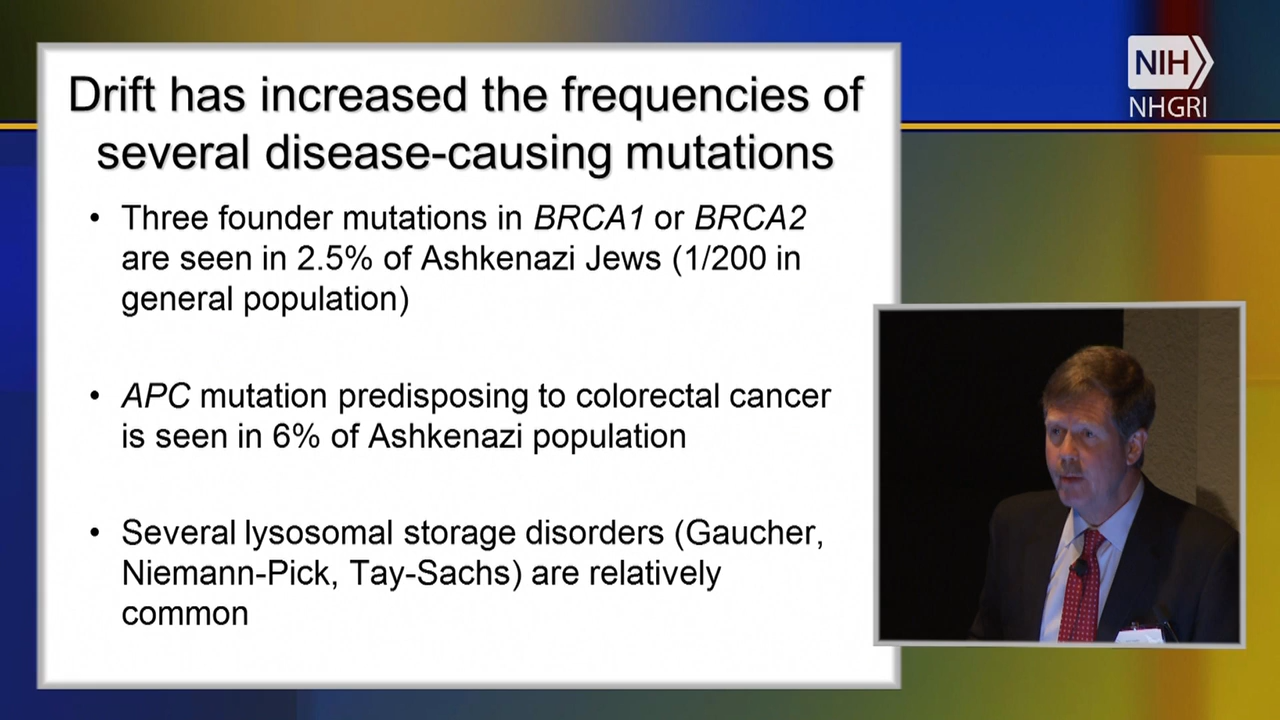 Drift has increased the frequencies of
several disease-causing mutations
• Three founder mutations in BRCA1 or BRCA2
are seen in 2.5% of Ashkenazi Jews (1/200 in
general population)
• APC mutation predisposing to colorectal cancer
is seen in 6% of Ashkenazi population
• Several lysosomal storage disorders (Gaucher,
Niemann-Pick, Tay-Sachs) are relatively
common
NIH
NHGRI